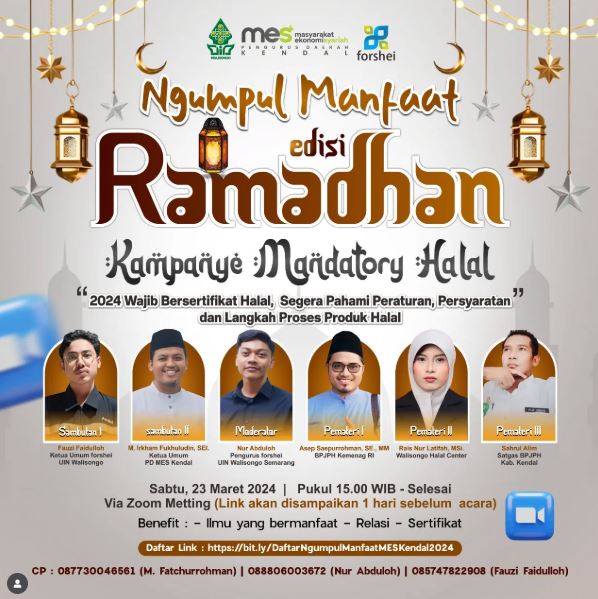 WALISONGO
mes masyarakat ekonomi syariah
PENGURUS DAERAH
KENDAL
forshei
Ngumpul Manfaat
edisi
Ramadhan
Kampanye Mandatory Halal
"2024 Wajib Bersertifikat Halal, Segera Pahami Peraturan, Persyaratan
dan Langkah Proses Produk Halal"
Sambutan I
sambutan Ii
Moderator
Pemateri I
Pemateri II
Pemateri III
Fauzi Faidulloh
Ketua Umum forshei
UIN Walisongo
M. Irkham Fukhuludin, SEI.
Ketua Umum
PD MES Kendal
Nur Abduloh
Pengurus forshei
UIN Walisongo Semarang
Asep Saepurrohman, SE., MM
BPJPH Kemenag RI
Rais Nur Latifah, MSi.
Walisongo Halal Center
Sahrul Alim
Satgas BPJPH
Kab. Kendal
Sabtu, 23 Maret 2024 | Pukul 15.00 WIB - Selesai
Via Zoom Metting (Link akan disampaikan 1 hari sebelum acara)
Benefit : - Ilmu yang bermanfaat - Relasi - Sertifikat
Daftar Link : https://bit.ly/DaftarNgumpulManfaatMESKendal2024
CP : 087730046561 (M. Fatchurrohman) | 088806003672 (Nur Abduloh) | 085747822908 (Fauzi Faidulloh)